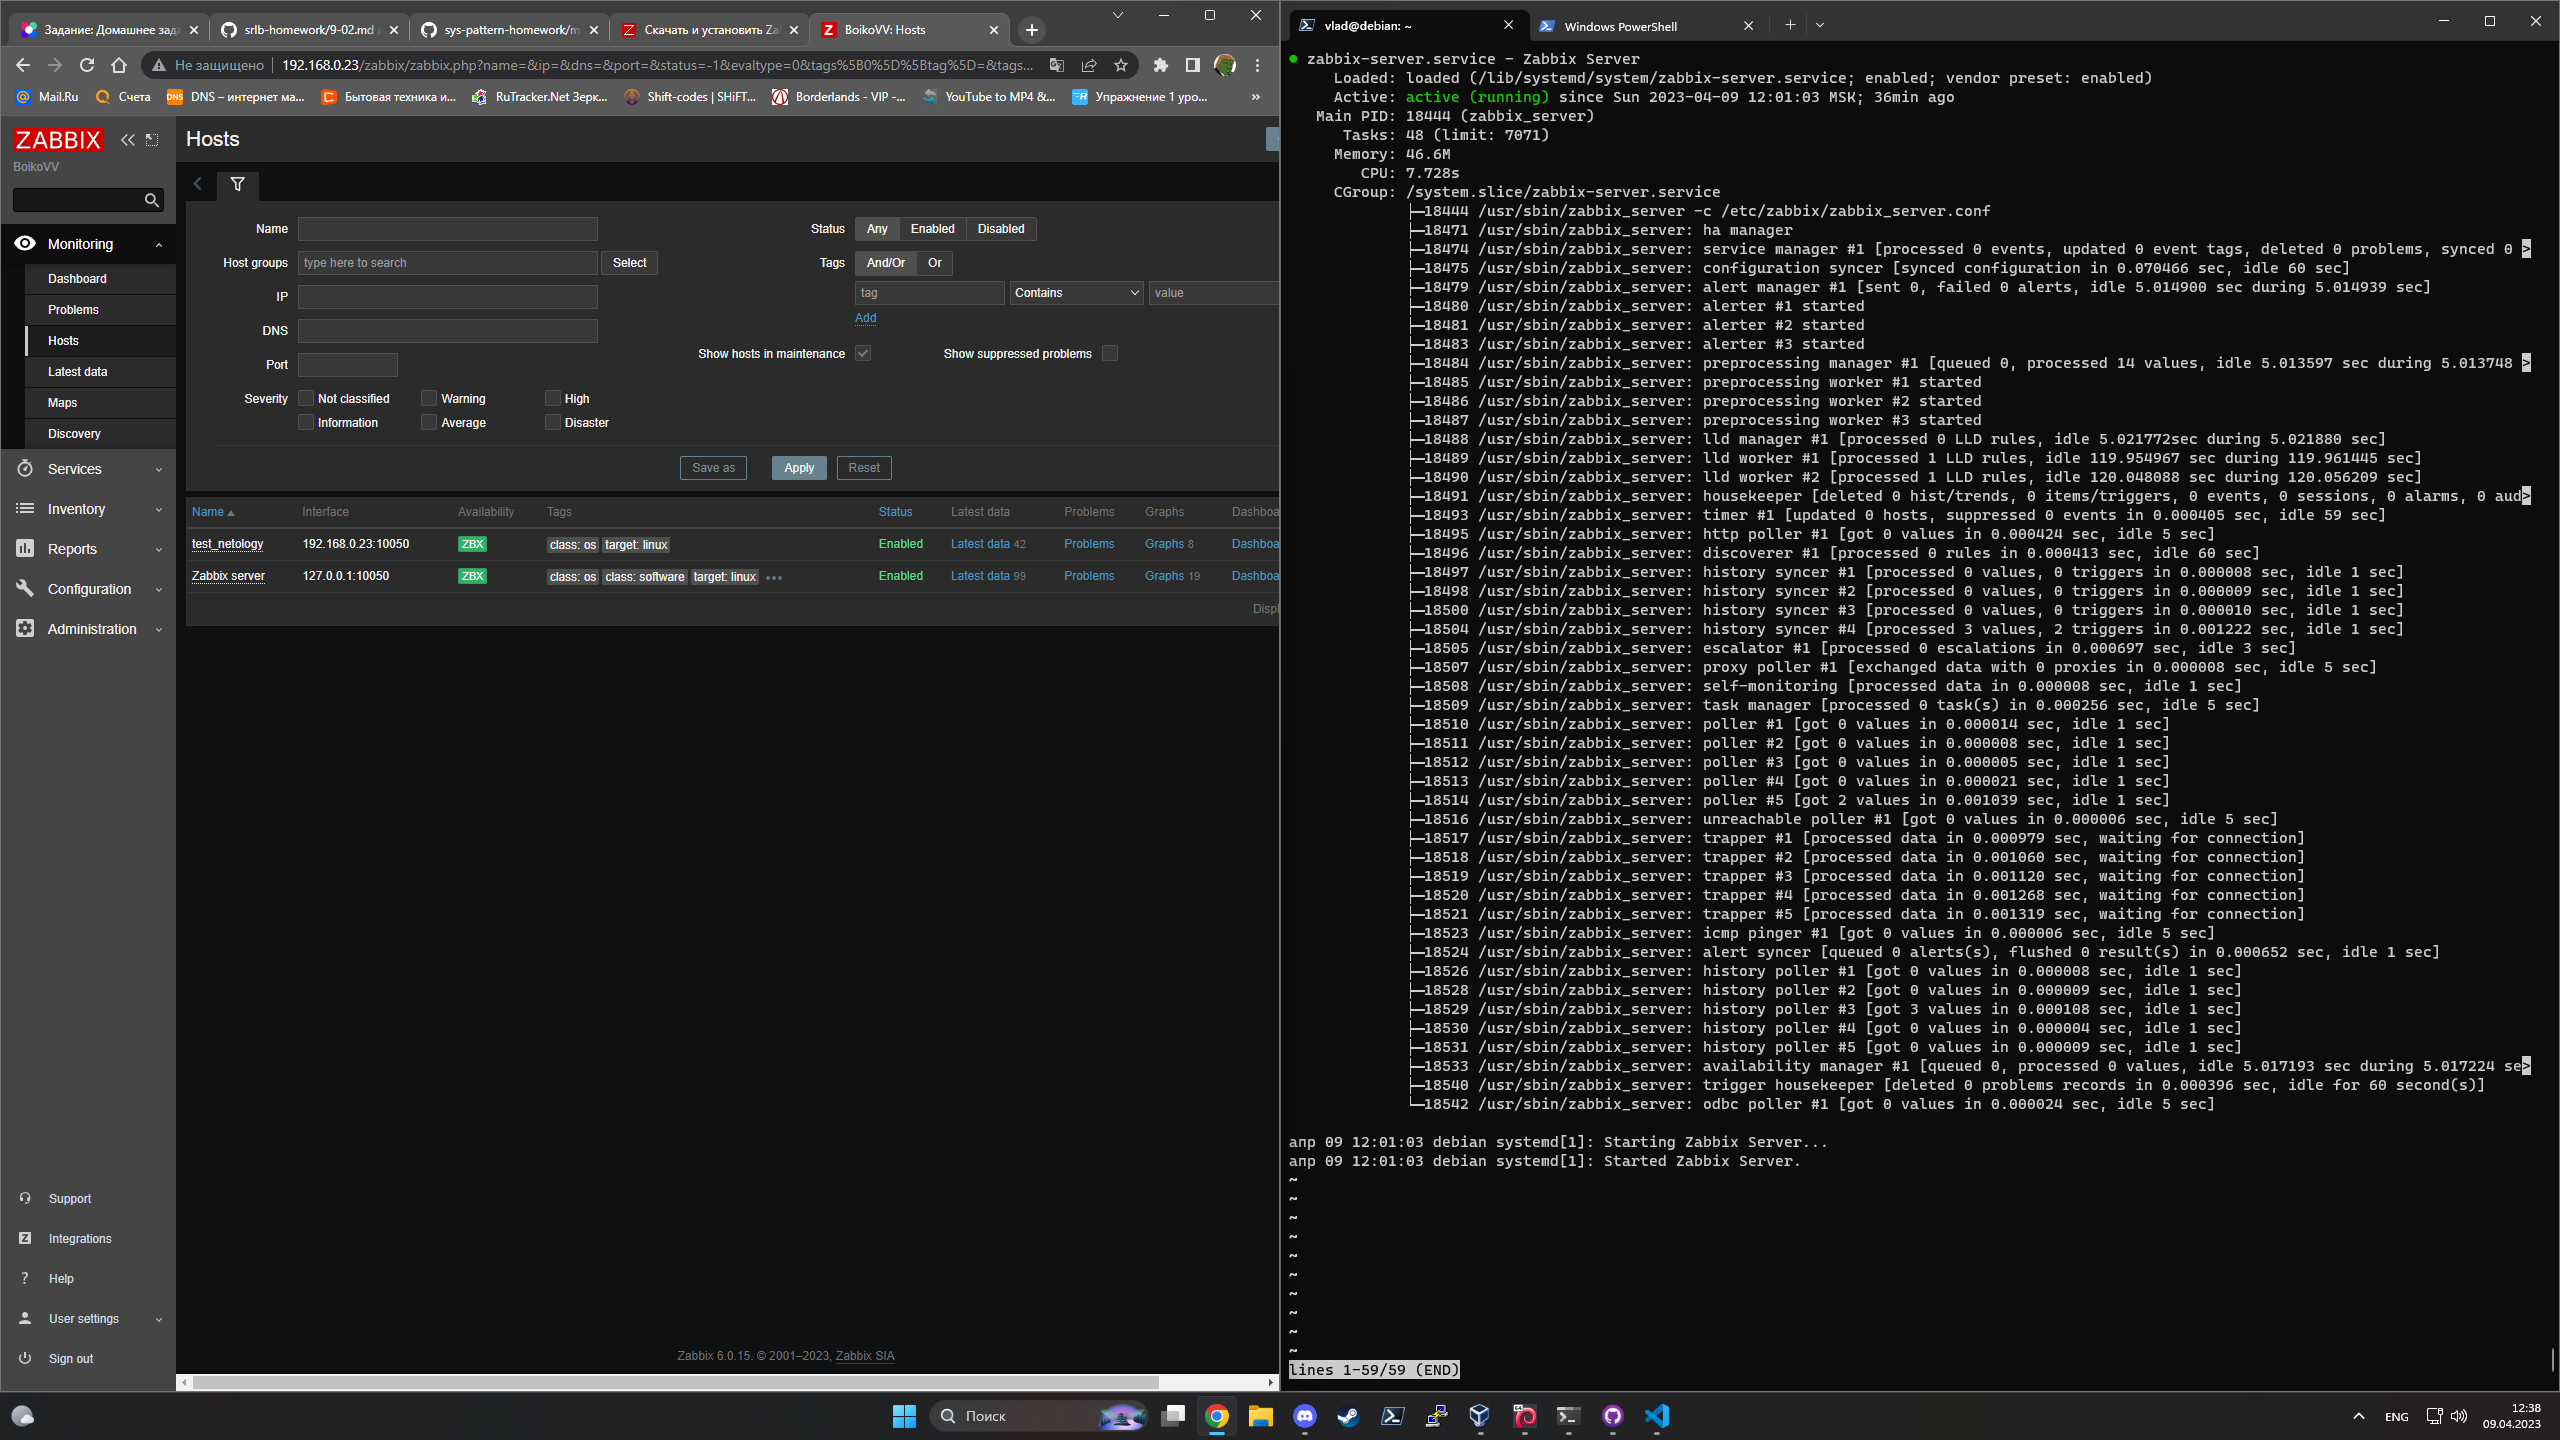 Задание: Домашнее зад
srlb-homework/9-02.md
sys-pattern-homework/m
Скачать и установить Za
BoikoVV: Hosts
Не защищено
192.168.0.23/zabbix/zabbix.php?name=&ip=&dns=&port=&status=-1&evaltype=0&tags%5B0%5D%5Btag%5D=&tags...
Mail.Ru
Счета
DNS – интернет ма...
Бытовая техника и...
RuTracker.Net Зерк...
Shift-codes | SHiFT...
Borderlands - VIP -...
YouTube to MP4 &...
Упражнение 1 уро...
»
ZABBIX
BoikoVV
Monitoring
Dashboard
Problems
Hosts
Latest data
Maps
Discovery
Services
Inventory
Reports
Configuration
Administration
Support
Integrations
Help
User settings
Sign out
Hosts
Name
Host groups type here to search Select
IP
DNS
Port
Severity Not classified Warning High
Information Average Disaster
Status Any Enabled Disabled
Tags And/Or Or
tag Contains value
Add
Show hosts in maintenance Show suppressed problems
Save as Apply Reset
Name Interface Availability Tags Status Latest data Problems Graphs Dashboa
test_netology 192.168.0.23:10050 ZBX class: os target: linux Enabled Latest data 42 Problems Graphs 8 Dashboa
Zabbix server 127.0.0.1:10050 ZBX class: os class: software target: linux ••• Enabled Latest data 99 Problems Graphs 19 Dashboa
Displ
Zabbix 6.0.15. © 2001–2023, Zabbix SIA
vlad@debian: ~
Windows PowerShell
● zabbix-server.service - Zabbix Server
Loaded: loaded (/lib/systemd/system/zabbix-server.service; enabled; vendor preset: enabled)
Active: active (running) since Sun 2023-04-09 12:01:03 MSK; 36min ago
Main PID: 18444 (zabbix_server)
Tasks: 48 (limit: 7071)
Memory: 46.6M
CPU: 7.728s
CGroup: /system.slice/zabbix-server.service
├─18444 /usr/sbin/zabbix_server -c /etc/zabbix/zabbix_server.conf
├─18471 /usr/sbin/zabbix_server: ha manager
├─18474 /usr/sbin/zabbix_server: service manager #1 [processed 0 events, updated 0 event tags, deleted 0 problems, synced 0 >
├─18475 /usr/sbin/zabbix_server: configuration syncer [synced configuration in 0.070466 sec, idle 60 sec]
├─18479 /usr/sbin/zabbix_server: alert manager #1 [sent 0, failed 0 alerts, idle 5.014900 sec during 5.014939 sec]
├─18480 /usr/sbin/zabbix_server: alerter #1 started
├─18481 /usr/sbin/zabbix_server: alerter #2 started
├─18483 /usr/sbin/zabbix_server: alerter #3 started
├─18484 /usr/sbin/zabbix_server: preprocessing manager #1 [queued 0, processed 14 values, idle 5.013597 sec during 5.013748 >
├─18485 /usr/sbin/zabbix_server: preprocessing worker #1 started
├─18486 /usr/sbin/zabbix_server: preprocessing worker #2 started
├─18487 /usr/sbin/zabbix_server: preprocessing worker #3 started
├─18488 /usr/sbin/zabbix_server: lld manager #1 [processed 0 LLD rules, idle 5.021772sec during 5.021880 sec]
├─18489 /usr/sbin/zabbix_server: lld worker #1 [processed 1 LLD rules, idle 119.954967 sec during 119.961445 sec]
├─18490 /usr/sbin/zabbix_server: lld worker #2 [processed 1 LLD rules, idle 120.048088 sec during 120.056209 sec]
├─18491 /usr/sbin/zabbix_server: housekeeper [deleted 0 hist/trends, 0 items/triggers, 0 events, 0 sessions, 0 alarms, 0 aud>
├─18493 /usr/sbin/zabbix_server: timer #1 [updated 0 hosts, suppressed 0 events in 0.000405 sec, idle 59 sec]
├─18495 /usr/sbin/zabbix_server: http poller #1 [got 0 values in 0.000424 sec, idle 5 sec]
├─18496 /usr/sbin/zabbix_server: discoverer #1 [processed 0 rules in 0.000413 sec, idle 60 sec]
├─18497 /usr/sbin/zabbix_server: history syncer #1 [processed 0 values, 0 triggers in 0.000008 sec, idle 1 sec]
├─18498 /usr/sbin/zabbix_server: history syncer #2 [processed 0 values, 0 triggers in 0.000009 sec, idle 1 sec]
├─18500 /usr/sbin/zabbix_server: history syncer #3 [processed 0 values, 0 triggers in 0.000010 sec, idle 1 sec]
├─18504 /usr/sbin/zabbix_server: history syncer #4 [processed 3 values, 2 triggers in 0.001222 sec, idle 1 sec]
├─18505 /usr/sbin/zabbix_server: escalator #1 [processed 0 escalations in 0.000697 sec, idle 3 sec]
├─18507 /usr/sbin/zabbix_server: proxy poller #1 [exchanged data with 0 proxies in 0.000008 sec, idle 5 sec]
├─18508 /usr/sbin/zabbix_server: self-monitoring [processed data in 0.000008 sec, idle 1 sec]
├─18509 /usr/sbin/zabbix_server: task manager [processed 0 task(s) in 0.000256 sec, idle 5 sec]
├─18510 /usr/sbin/zabbix_server: poller #1 [got 0 values in 0.000014 sec, idle 1 sec]
├─18511 /usr/sbin/zabbix_server: poller #2 [got 0 values in 0.000008 sec, idle 1 sec]
├─18512 /usr/sbin/zabbix_server: poller #3 [got 0 values in 0.000005 sec, idle 1 sec]
├─18513 /usr/sbin/zabbix_server: poller #4 [got 0 values in 0.000021 sec, idle 1 sec]
├─18514 /usr/sbin/zabbix_server: poller #5 [got 2 values in 0.001039 sec, idle 1 sec]
├─18516 /usr/sbin/zabbix_server: unreachable poller #1 [got 0 values in 0.000006 sec, idle 5 sec]
├─18517 /usr/sbin/zabbix_server: trapper #1 [processed data in 0.000979 sec, waiting for connection]
├─18518 /usr/sbin/zabbix_server: trapper #2 [processed data in 0.001060 sec, waiting for connection]
├─18519 /usr/sbin/zabbix_server: trapper #3 [processed data in 0.001120 sec, waiting for connection]
├─18520 /usr/sbin/zabbix_server: trapper #4 [processed data in 0.001268 sec, waiting for connection]
├─18521 /usr/sbin/zabbix_server: trapper #5 [processed data in 0.001319 sec, waiting for connection]
├─18523 /usr/sbin/zabbix_server: icmp pinger #1 [got 0 values in 0.000006 sec, idle 5 sec]
├─18524 /usr/sbin/zabbix_server: alert syncer [queued 0 alerts(s), flushed 0 result(s) in 0.000652 sec, idle 1 sec]
├─18526 /usr/sbin/zabbix_server: history poller #1 [got 0 values in 0.000008 sec, idle 1 sec]
├─18528 /usr/sbin/zabbix_server: history poller #2 [got 0 values in 0.000009 sec, idle 1 sec]
├─18529 /usr/sbin/zabbix_server: history poller #3 [got 3 values in 0.000108 sec, idle 1 sec]
├─18530 /usr/sbin/zabbix_server: history poller #4 [got 0 values in 0.000004 sec, idle 1 sec]
├─18531 /usr/sbin/zabbix_server: history poller #5 [got 0 values in 0.000009 sec, idle 1 sec]
├─18533 /usr/sbin/zabbix_server: availability manager #1 [queued 0, processed 0 values, idle 5.017193 sec during 5.017224 se>
├─18540 /usr/sbin/zabbix_server: trigger housekeeper [deleted 0 problems records in 0.000396 sec, idle for 60 second(s)]
└─18542 /usr/sbin/zabbix_server: odbc poller #1 [got 0 values in 0.000024 sec, idle 5 sec]
апр 09 12:01:03 debian systemd[1]: Starting Zabbix Server...
апр 09 12:01:03 debian systemd[1]: Started Zabbix Server.
~
~
~
~
~
~
~
~
~
~
lines 1-59/59 (END)
Поиск
ENG
12:38
09.04.2023